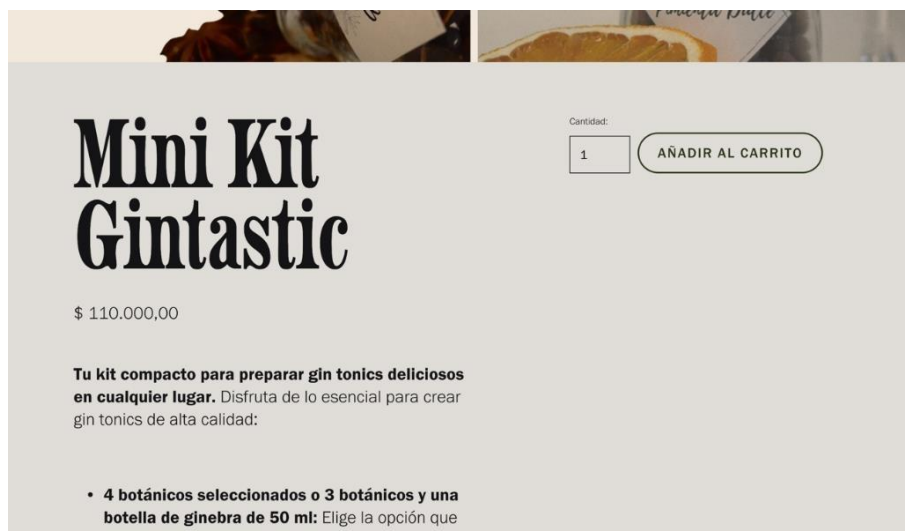 Pimienta Dulce
Mini Kit
Gintastic
$ 110.000,00
Tu kit compacto para preparar gin tonics deliciosos
en cualquier lugar. Disfruta de lo esencial para crear
gin tonics de alta calidad:
• 4 botánicos seleccionados o 3 botánicos y una
botella de ginebra de 50 ml: Elige la opción que
Cantidad:
1
AÑADIR AL CARRITO